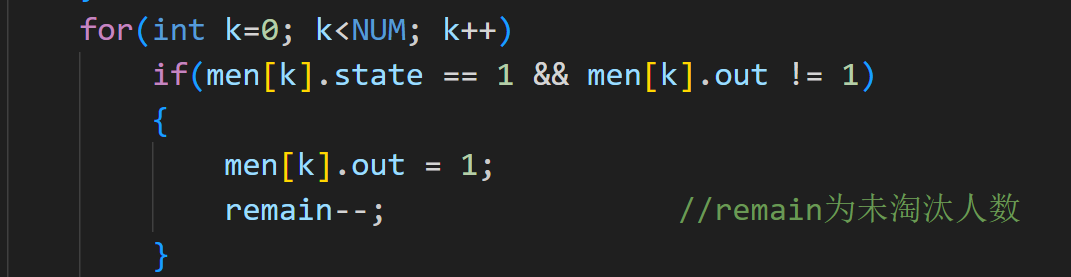 for(int k=0; k<NUM; k++)
if(men[k].state == 1 && men[k].out != 1)
{
men[k].out = 1;
remain--; //remain为未淘汰人数
}